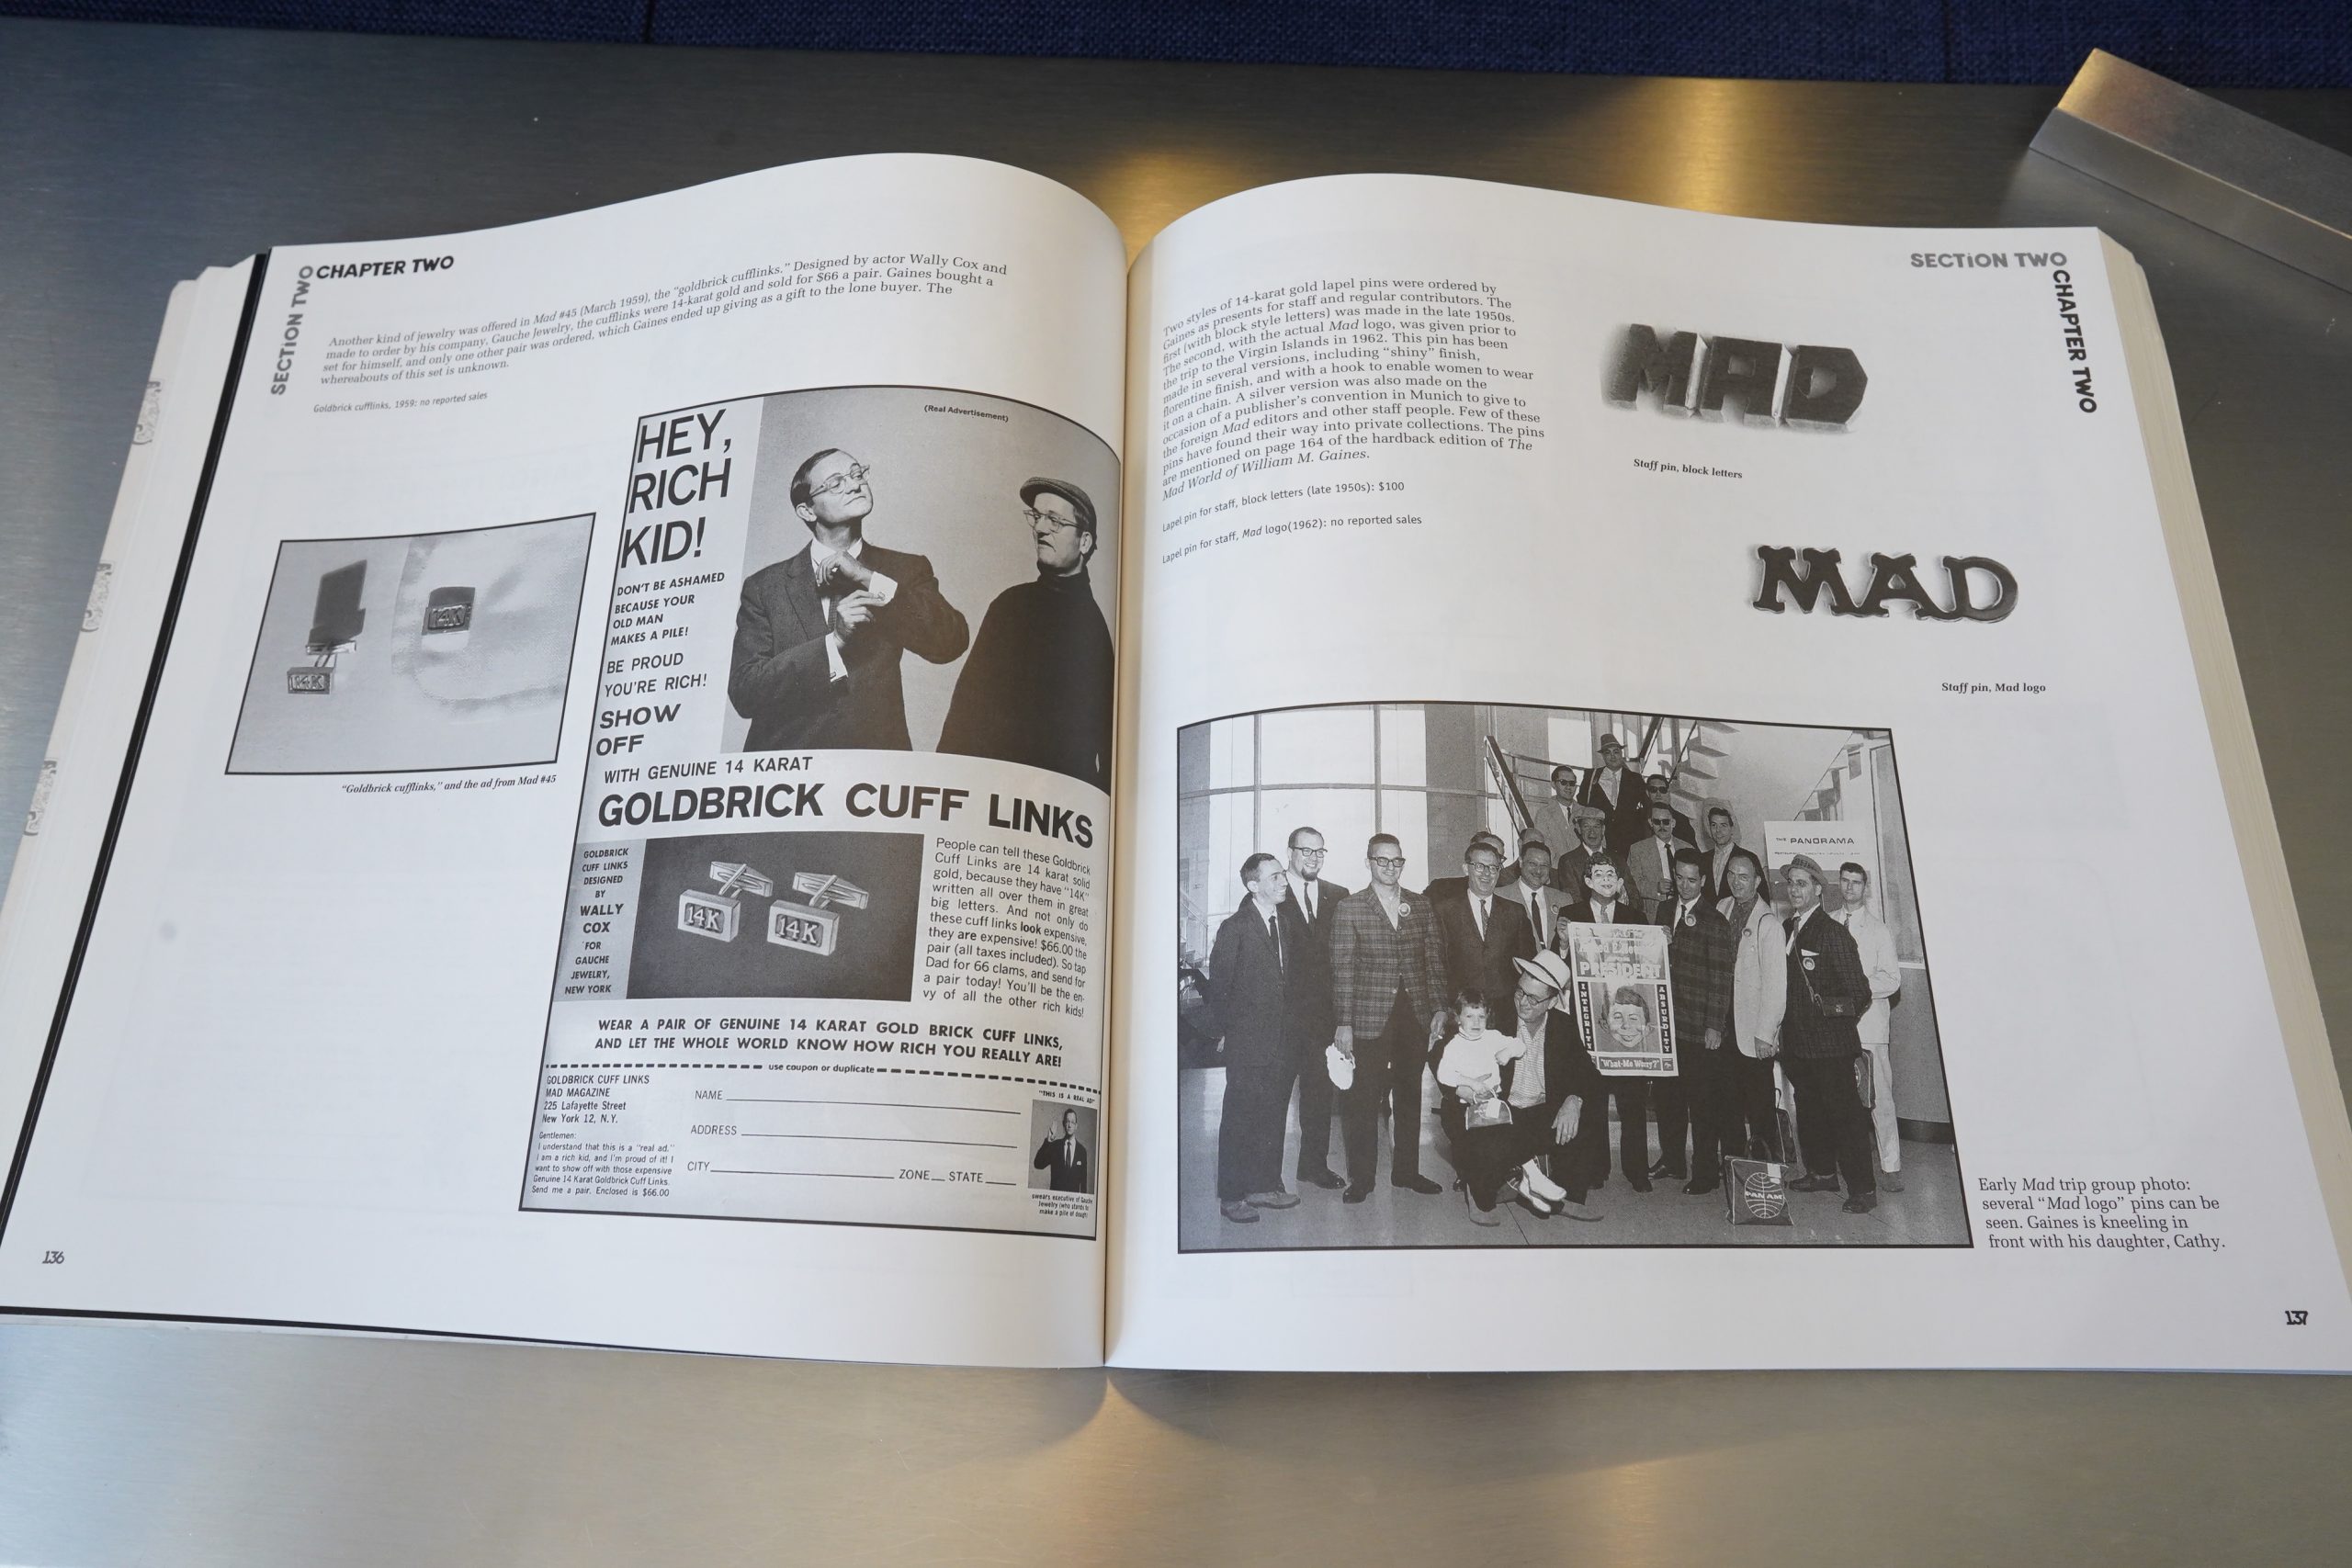 SECTION TWO
CHAPTER TWO
Another kind of jewelry was offered in Mad #45 (March 1959), the “goldbrick cufflinks.” Designed by actor Wally Cox and
made to order by his company, Gauche Jewelry, the cufflinks were 14-karat gold and sold for $66 a pair. Gaines bought a
set for himself, and only one other pair was ordered, which Gaines ended up giving as a gift to the lone buyer. The
whereabouts of this set is unknown.
Goldbrick cufflinks, 1959: no reported sales
14K
14K
“Goldbrick cufflinks,” and the ad from Mad #45
(Real Advertisement)
HEY,
RICH
KID!
DON'T BE ASHAMED
BECAUSE YOUR
OLD MAN
MAKES A PILE!
BE PROUD
YOU'RE RICH!
SHOW
OFF
WITH GENUINE 14 KARAT
GOLDBRICK CUFF LINKS
GOLDBRICK
CUFF LINKS
DESIGNED
BY
WALLY
COX
FOR
GAUCHE
JEWELRY,
NEW YORK
14K
14K
People can tell these Goldbrick
Cuff Links are 14 karat solid
gold, because they have “14K”
written all over them in great
big letters. And not only do
these cuff links look expensive,
they are expensive! $66.00 the
pair (all taxes included). So tap
Dad for 66 clams, and send for
a pair today! You'll be the en-
vy of all the other rich kids!
WEAR A PAIR OF GENUINE 14 KARAT GOLD BRICK CUFF LINKS,
AND LET THE WHOLE WORLD KNOW HOW RICH YOU REALLY ARE!
use coupon or duplicate
GOLDBRICK CUFF LINKS
MAD MAGAZINE
225 Lafayette Street
New York 12, N.Y.
Gentlemen:
I understand that this is a “real ad.”
I am a rich kid, and I'm proud of it! I
want to show off with those expensive
Genuine 14 Karat Goldbrick Cuff Links.
Send me a pair. Enclosed is $66.00
NAME
ADDRESS
CITY ZONE STATE
“THIS IS A REAL AD”
swears executive of Gauche
Jewelry (who stands to
make a pile of dough)
136
SECTION TWO
CHAPTER TWO
Two styles of 14-karat gold lapel pins were ordered by
Gaines as presents for staff and regular contributors. The
first (with block style letters) was made in the late 1950s.
The second, with the actual Mad logo, was given prior to
the trip to the Virgin Islands in 1962. This pin has been
made in several versions, including “shiny” finish,
florentine finish, and with a hook to enable women to wear
it on a chain. A silver version was also made on the
occasion of a publisher's convention in Munich to give to
the foreign Mad editors and other staff people. Few of these
pins have found their way into private collections. The pins
are mentioned on page 164 of the hardback edition of The
Mad World of William M. Gaines.
Lapel pin for staff, block letters (late 1950s): $100
Lapel pin for staff, Mad logo(1962): no reported sales
MAD
Staff pin, block letters
MAD
Staff pin, Mad logo
THE PANORAMA
PRESIDENT
INTEGRITY
ABSURDITY
"What-Me Worry?"
PAN AM
Early Mad trip group photo:
several “Mad logo” pins can be
seen. Gaines is kneeling in
front with his daughter, Cathy.
137